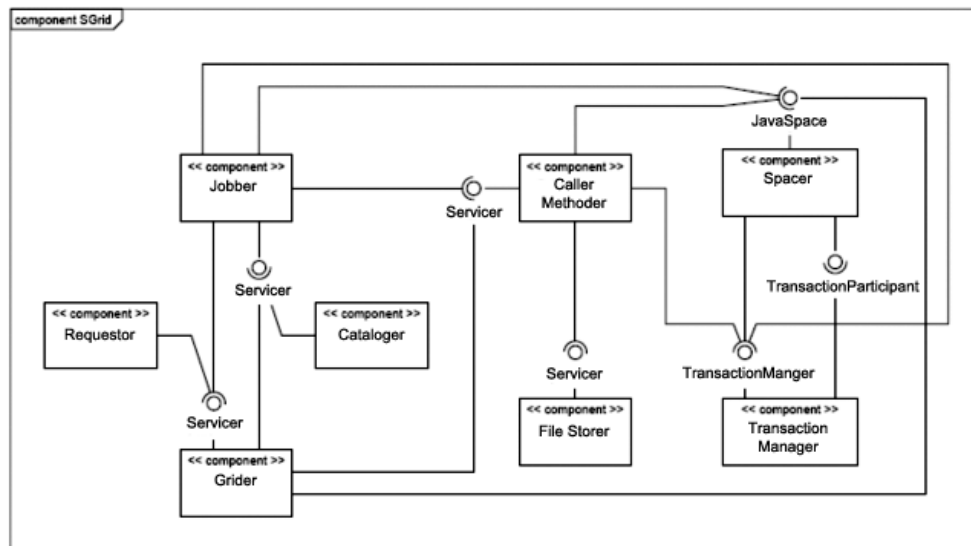 component SGrid
JavaSpace
<< component >>
Jobber
<< component >>
Caller
Methoder
<< component >>
Spacer
Servicer
Servicer
TransactionParticipant
<< component >>
Requestor
<< component >>
Cataloger
Servicer
TransactionManger
Servicer
<< component >>
File Storer
<< component >>
Transaction
Manager
<< component >>
Grider